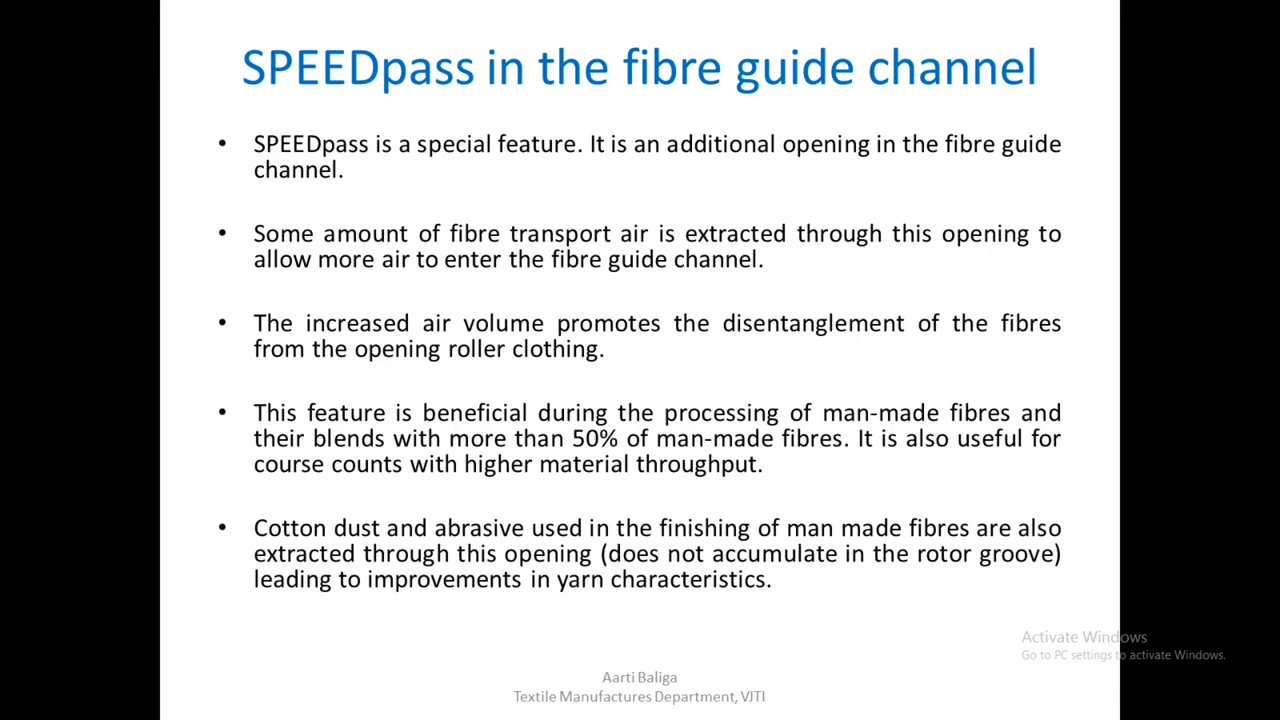 SPEEDpass in the fibre guide channel
• SPEEDpass is a special feature. It is an additional opening in the fibre guide
channel.
• Some amount of fibre transport air is extracted through this opening to
allow more air to enter the fibre guide channel.
• The increased air volume promotes the disentanglement of the fibres
from the opening roller clothing.
• This feature is beneficial during the processing of man-made fibres and
their blends with more than 50% of man-made fibres. It is also useful for
course counts with higher material throughput.
• Cotton dust and abrasive used in the finishing of man made fibres are also
extracted through this opening (does not accumulate in the rotor groove)
leading to improvements in yarn characteristics.
Activate Windows
Go to PC settings to activate Windows.
Aarti Baliga
Textile Manufactures Department, VJTI